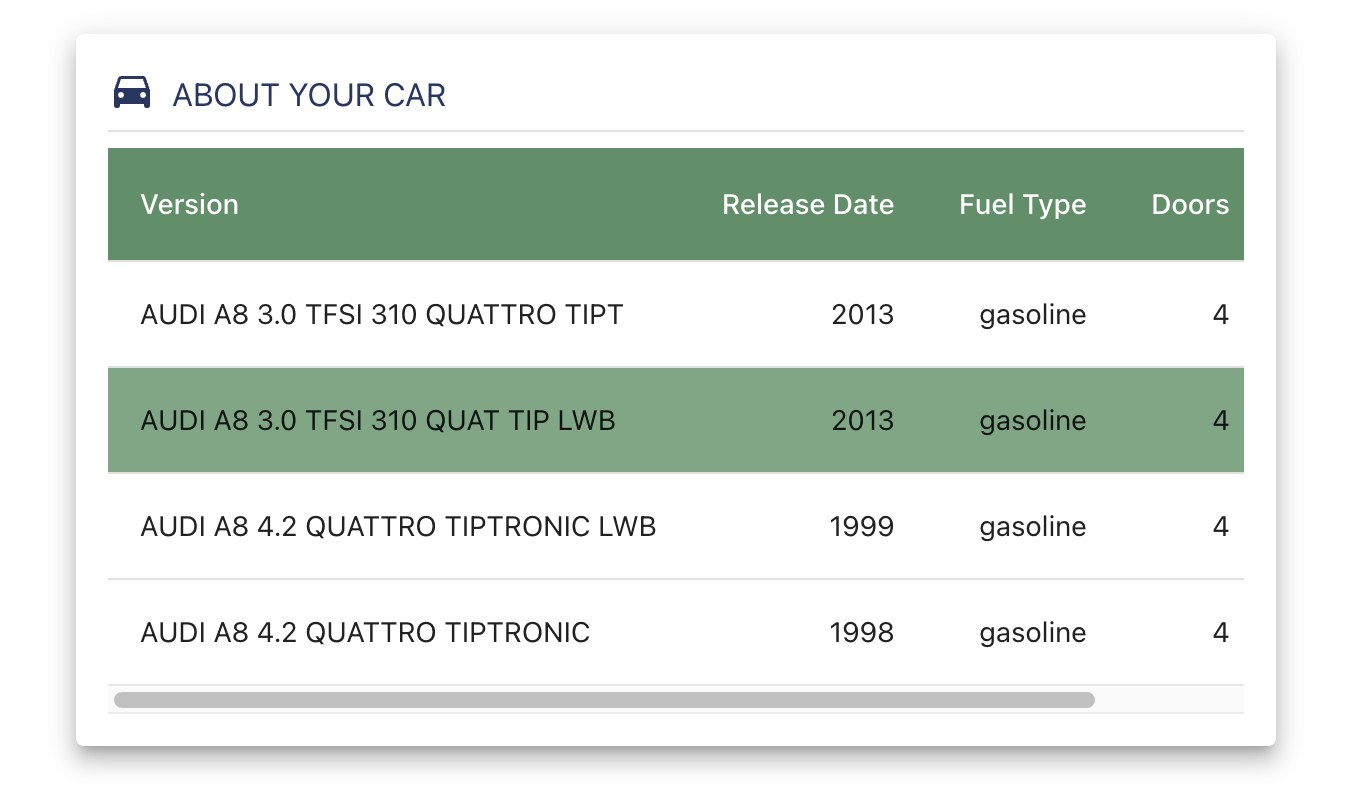 ABOUT YOUR CAR
Version Release Date Fuel Type Doors
AUDI A8 3.0 TFSI 310 QUATTRO TIPT 2013 gasoline 4
AUDI A8 3.0 TFSI 310 QUAT TIP LWB 2013 gasoline 4
AUDI A8 4.2 QUATTRO TIPTRONIC LWB 1999 gasoline 4
AUDI A8 4.2 QUATTRO TIPTRONIC 1998 gasoline 4